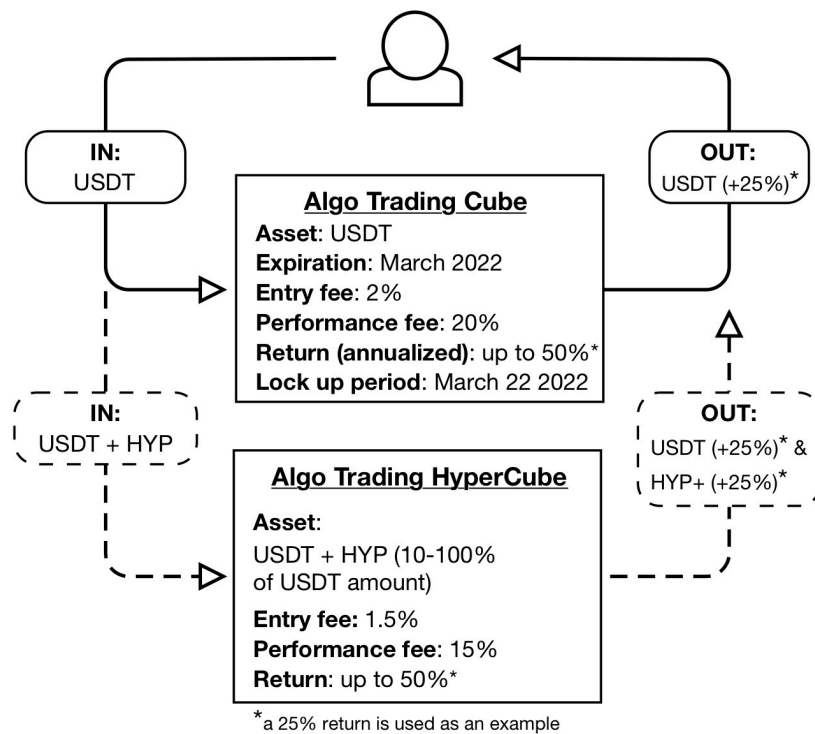 IN:
USDT
OUT:
USDT (+25%)*
Algo Trading Cube
Asset: USDT
Expiration: March 2022
Entry fee: 2%
Performance fee: 20%
Return (annualized): up to 50%*
Lock up period: March 22 2022
IN:
USDT + HYP
OUT:
USDT (+25%)* &
HYP+ (+25%)*
Algo Trading HyperCube
Asset:
USDT + HYP (10-100%
of USDT amount)
Entry fee: 1.5%
Performance fee: 15%
Return: up to 50%*
*a 25% return is used as an example